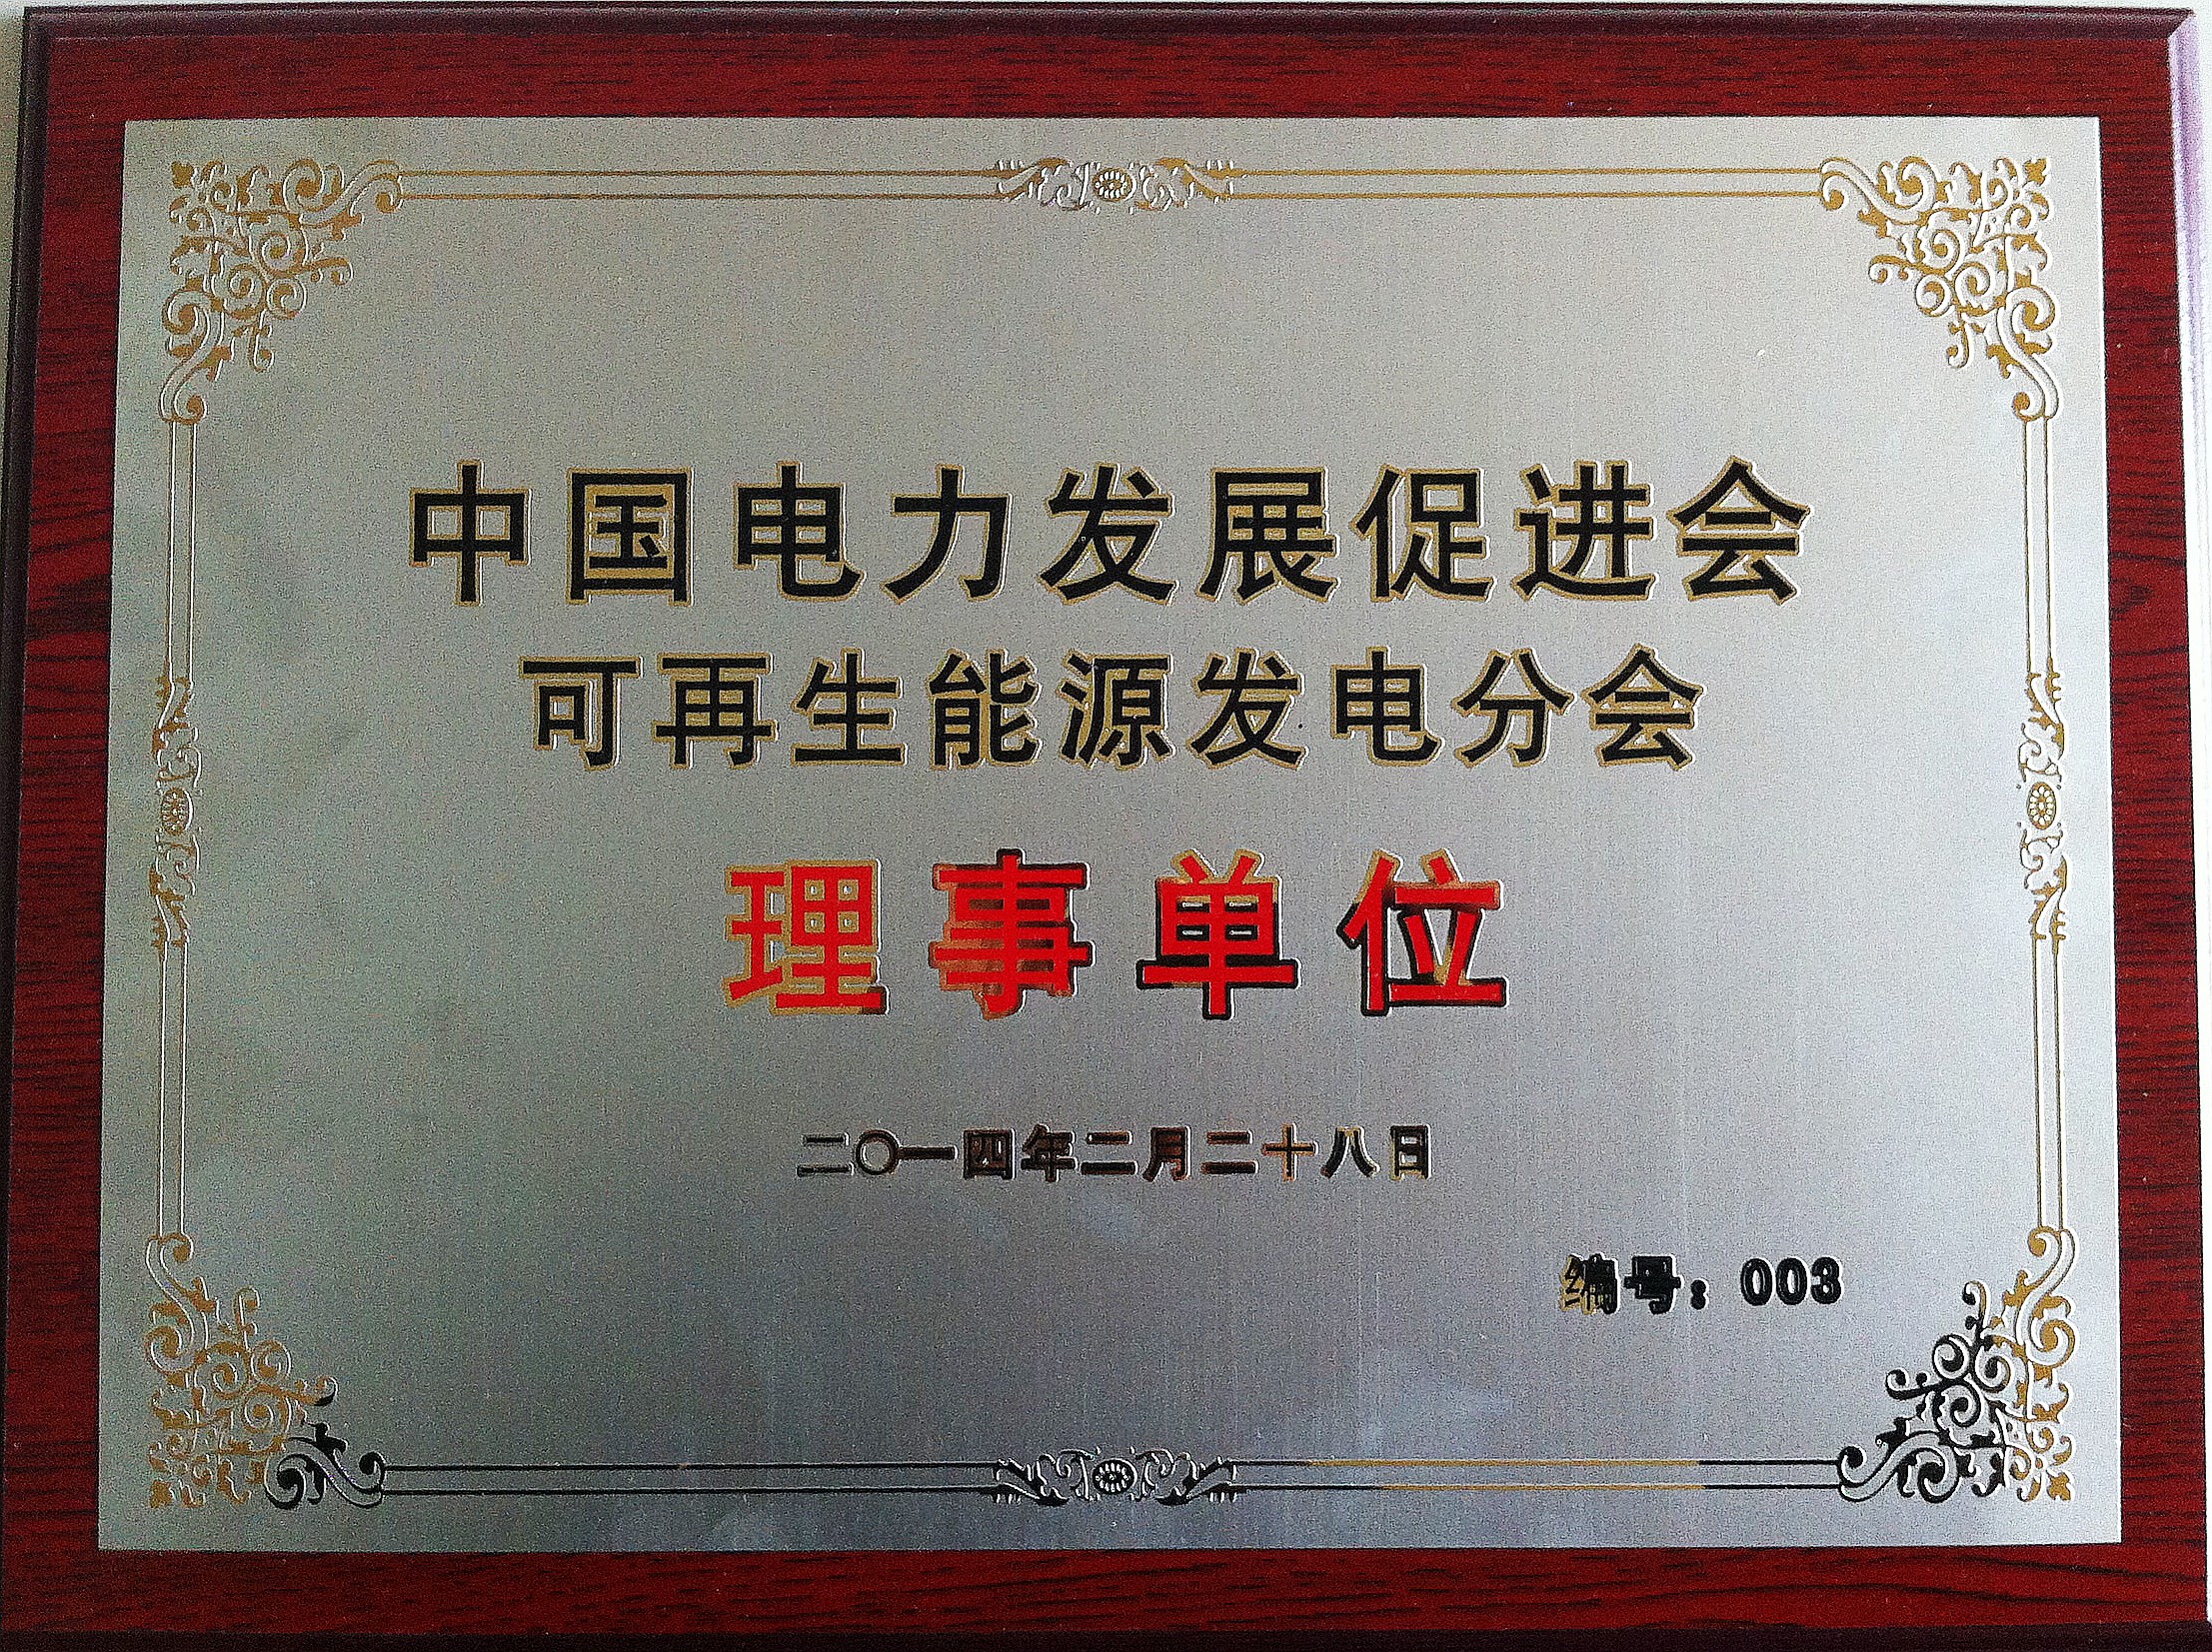 中国电力发展促进会
可再生能源发电分会
理事单位
二〇一四年二月二十八日
编号：003